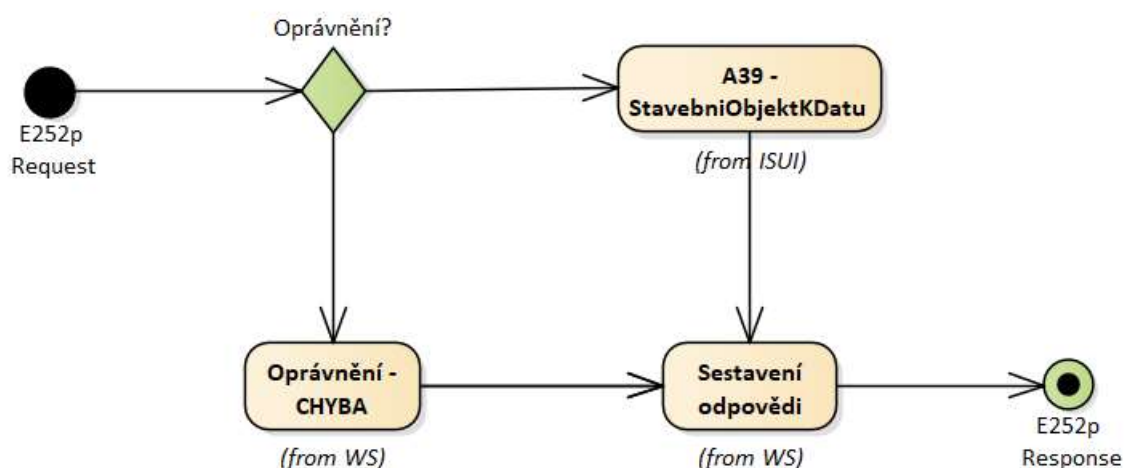 Oprávnění?
A39 -
StavebniObjektKDatu
(from ISUI)
E252p
Request
Oprávnění -
CHYBA
(from WS)
Sestavení
odpovědi
(from WS)
E252p
Response